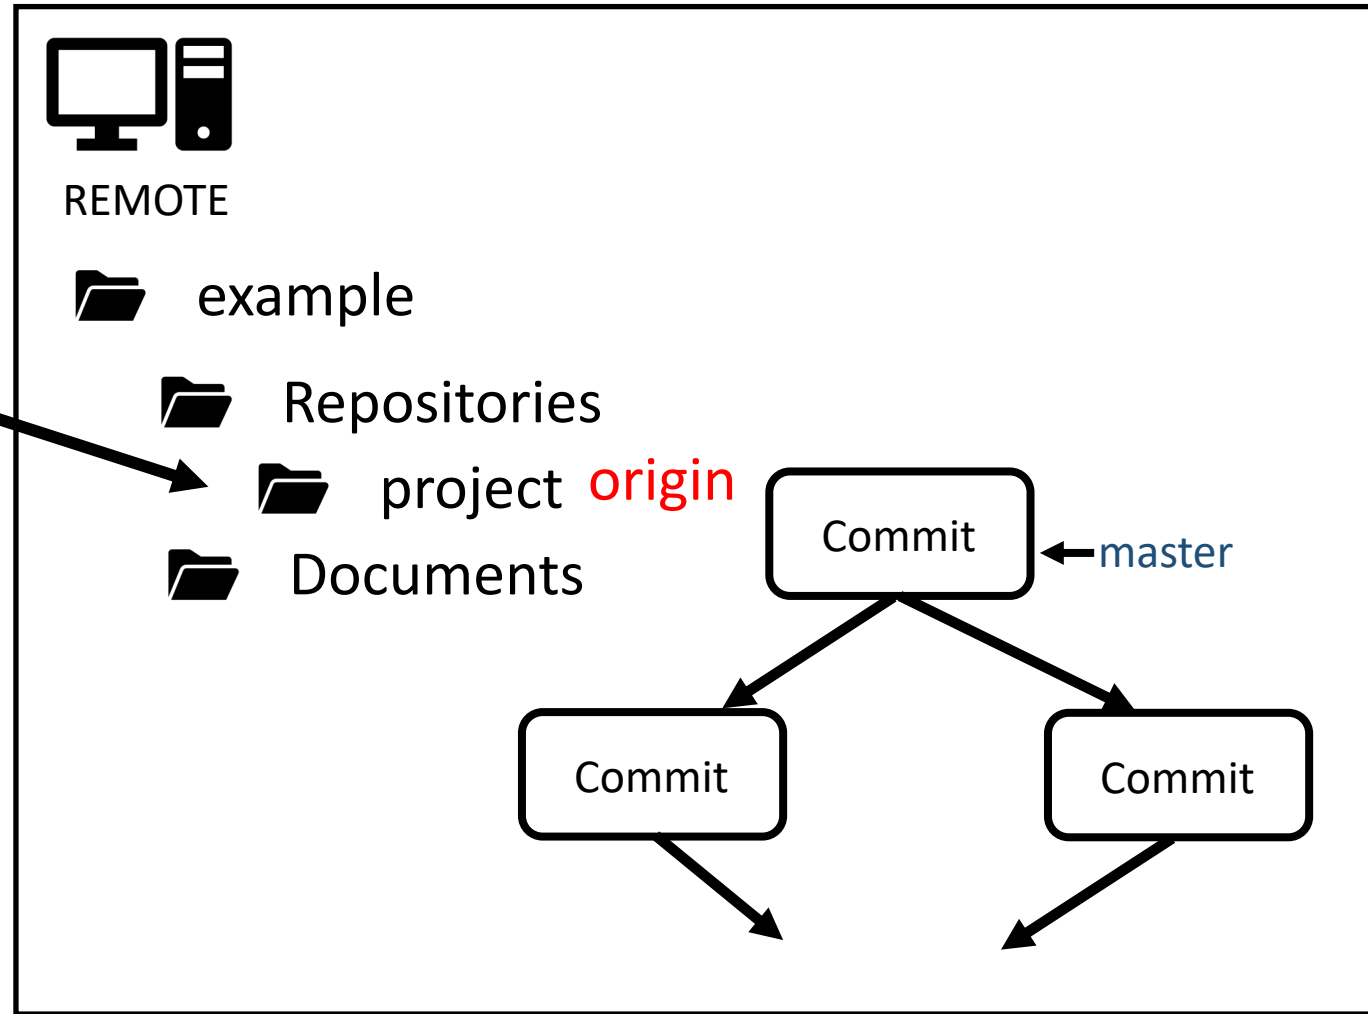 REMOTE
example
Repositories
project origin
Documents
Commit
master
Commit
Commit